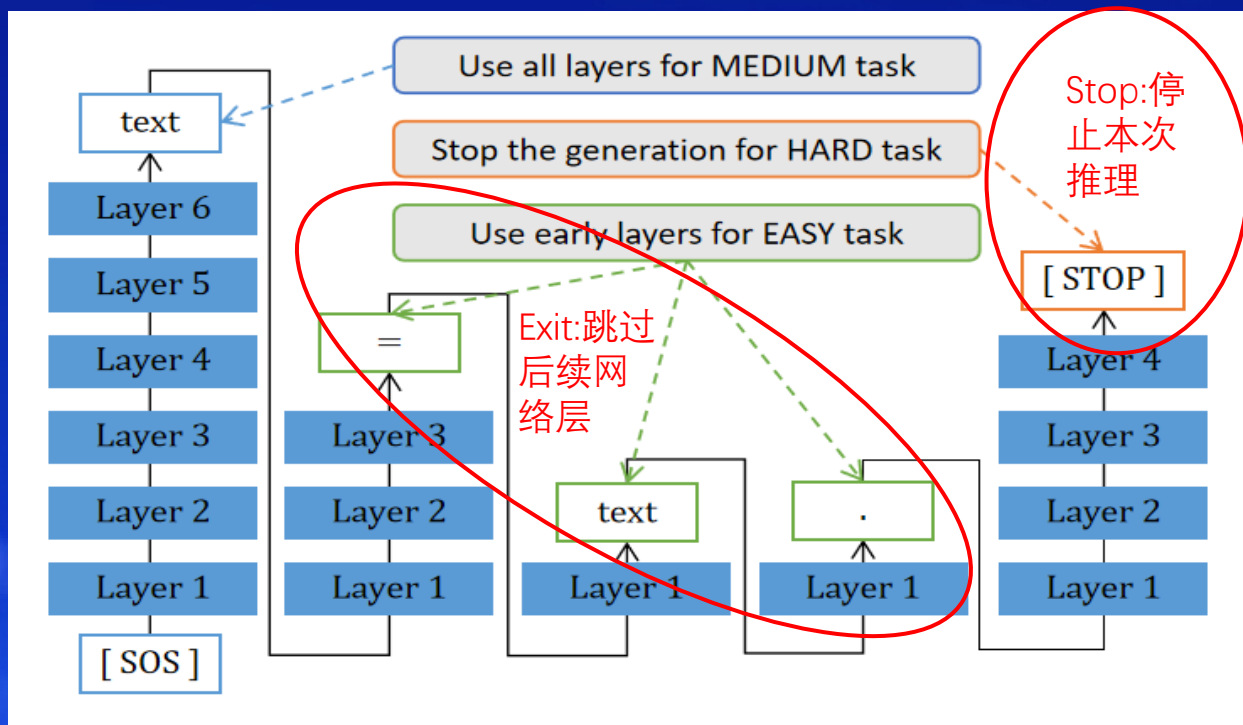 Use all layers for MEDIUM task
Stop the generation for HARD task
Use early layers for EASY task
Stop:停
止本次
推理
Exit:跳过
后续网
络层
text
Layer 6
Layer 5
Layer 4
Layer 3
Layer 2
Layer 1
[ SOS ]
=
Layer 3
Layer 2
Layer 1
text
Layer 1
.
Layer 1
[ STOP ]
Layer 4
Layer 3
Layer 2
Layer 1